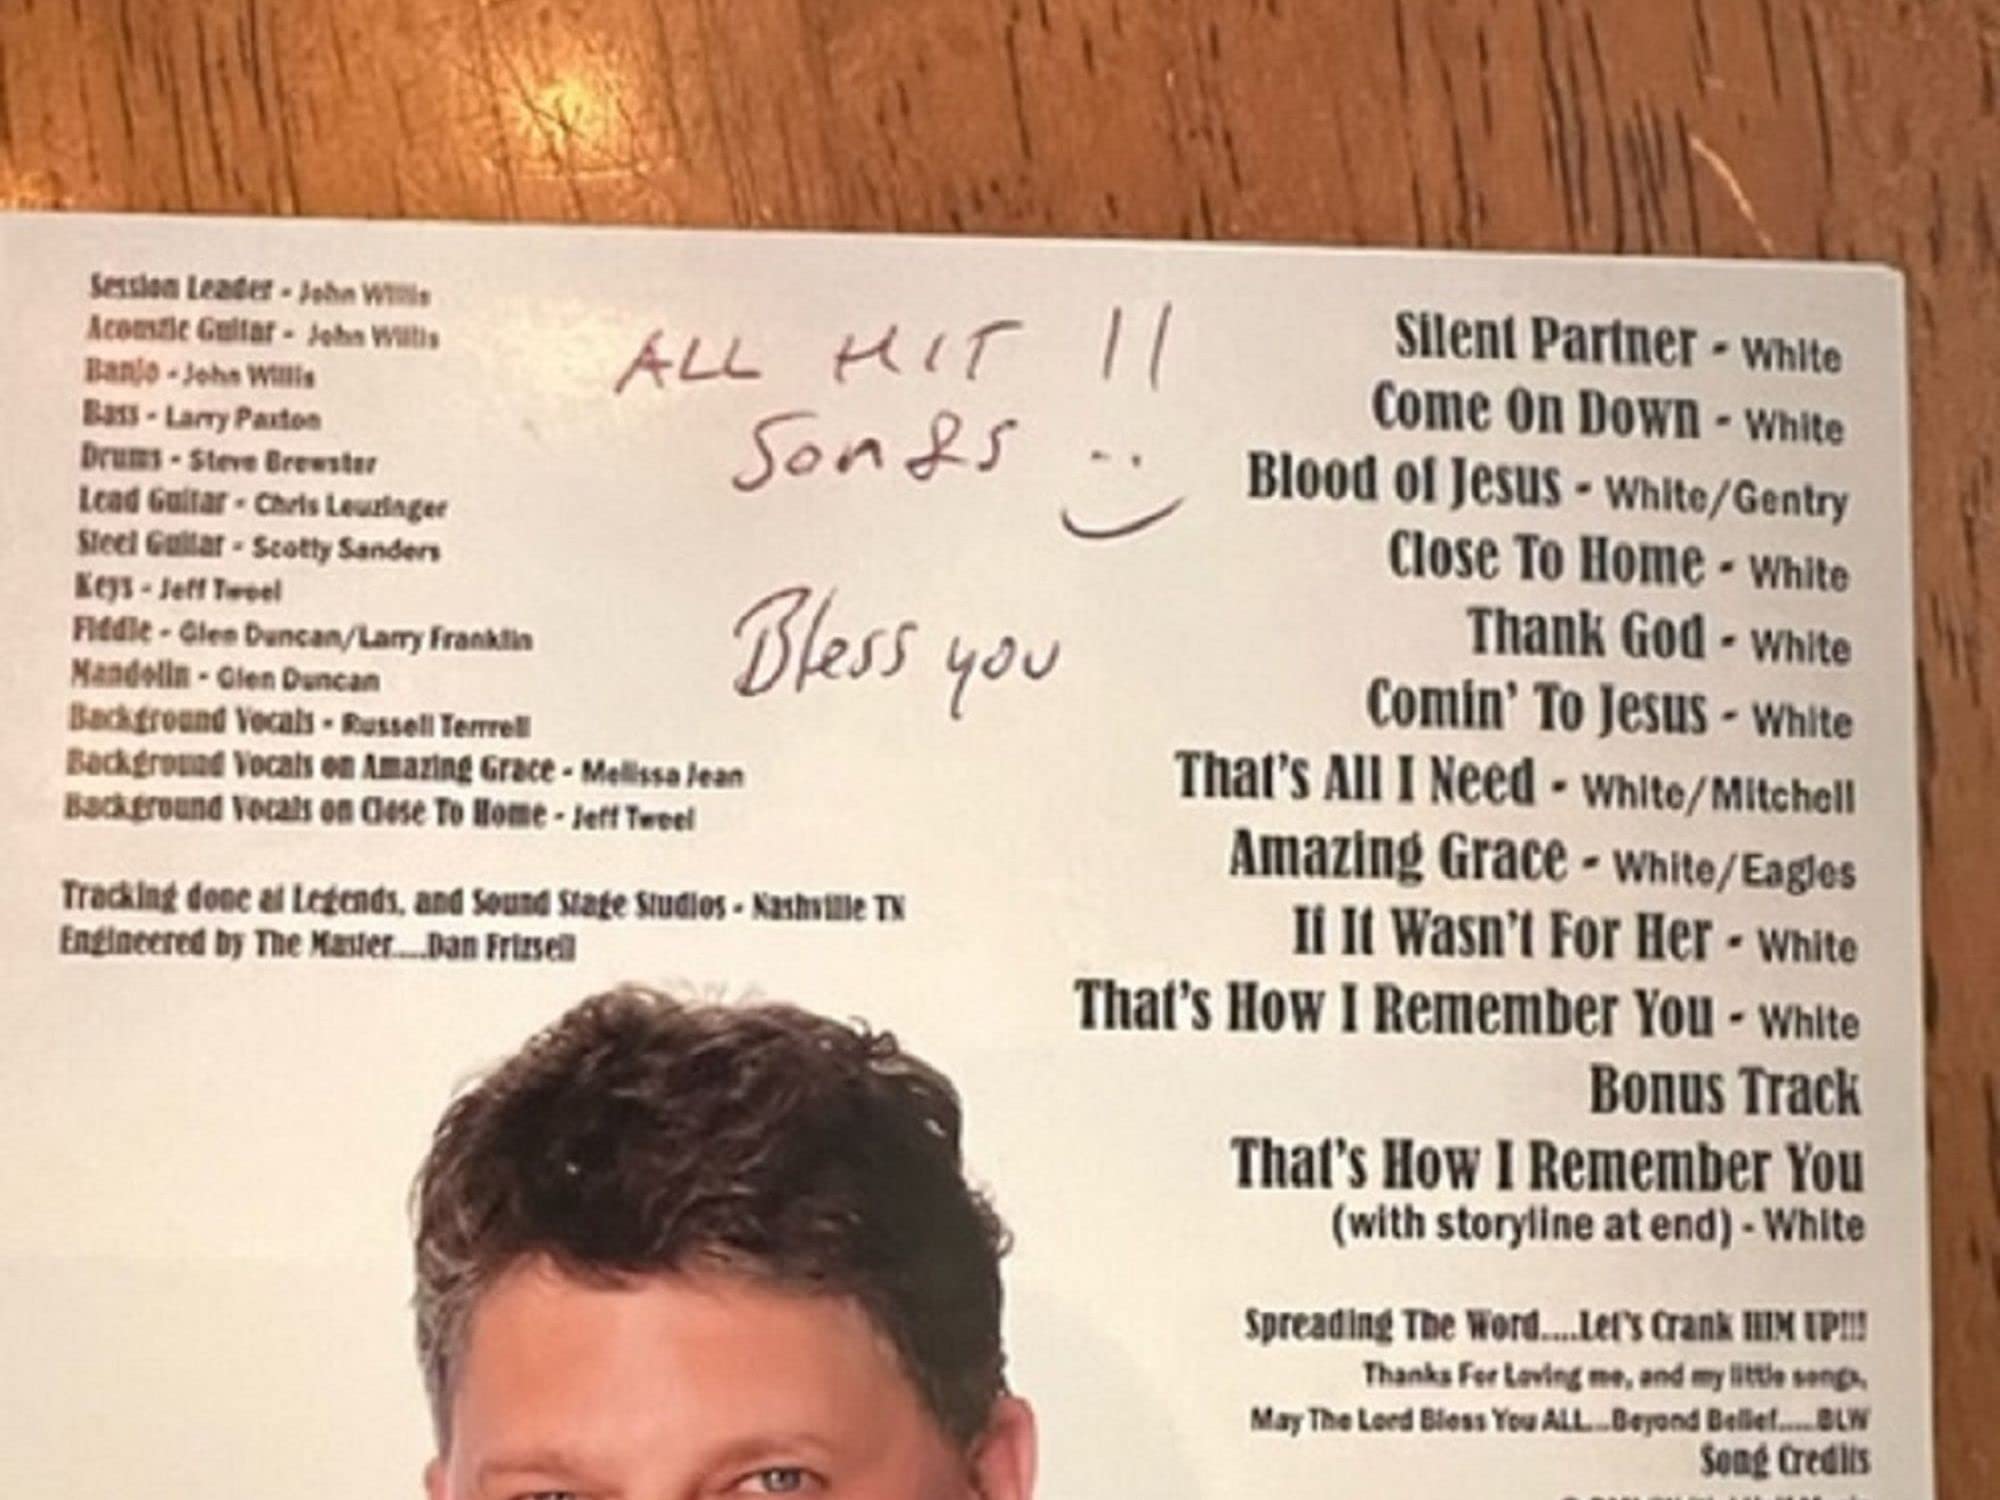 Session Leader - John Willis
Acoustic Guitar - John Willis
Banjo - John Willis
Bass - Larry Paxton
Drums - Steve Brewster
Lead Guitar - Chris Leuzinger
Steel Guitar - Scotty Sanders
Keys - Jeff Tweel
Fiddle - Glen Duncan/Larry Franklin
Mandolin - Glen Duncan
Background Vocals - Russell Terrrell
Background Vocals on Amazing Grace - Melissa Jean
Background Vocals on Close To Home - Jeff Tweel
Tracking done at Legends, and Sound Stage Studios - Nashville TN
Engineered by The Master....Dan Frizsell
ALL HIT !!
Songs
Bless you
Silent Partner - White
Come On Down - White
Blood of Jesus - White/Gentry
Close To Home - White
Thank God - White
Comin' To Jesus - White
That's All I Need - White/Mitchell
Amazing Grace - White/Eagles
If It Wasn't For Her - White
That's How I Remember You - White
Bonus Track
That's How I Remember You
(with storyline at end) - White
Spreading The Word....Let's Crank HIM UP!!!
Thanks For Loving me, and my little songs,
May The Lord Bless You ALL...Beyond Belief.....BLW
Song Credits